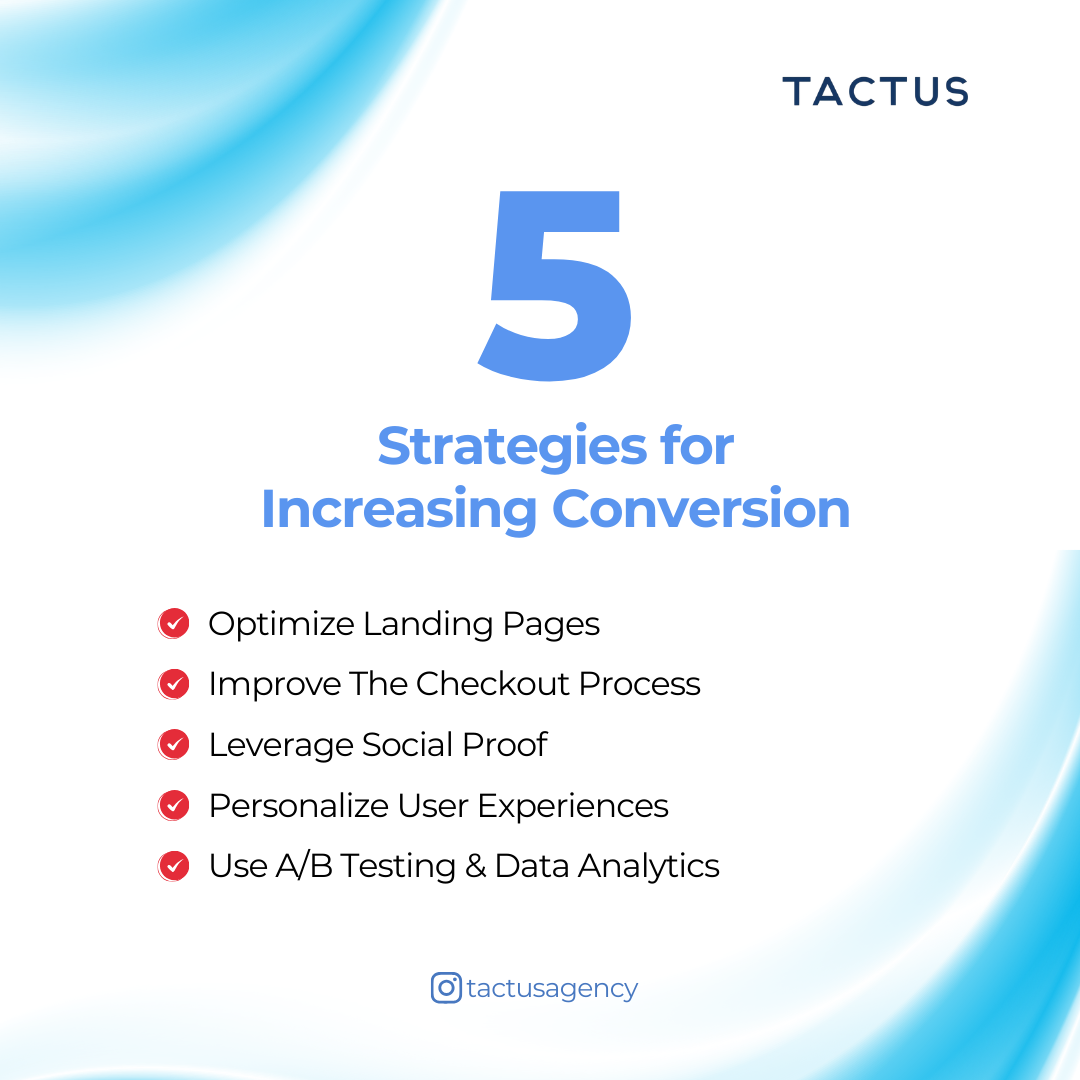 TACTUS
5
Strategies for
Increasing Conversion
Optimize Landing Pages
Improve The Checkout Process
Leverage Social Proof
Personalize User Experiences
Use A/B Testing & Data Analytics
tactusagency